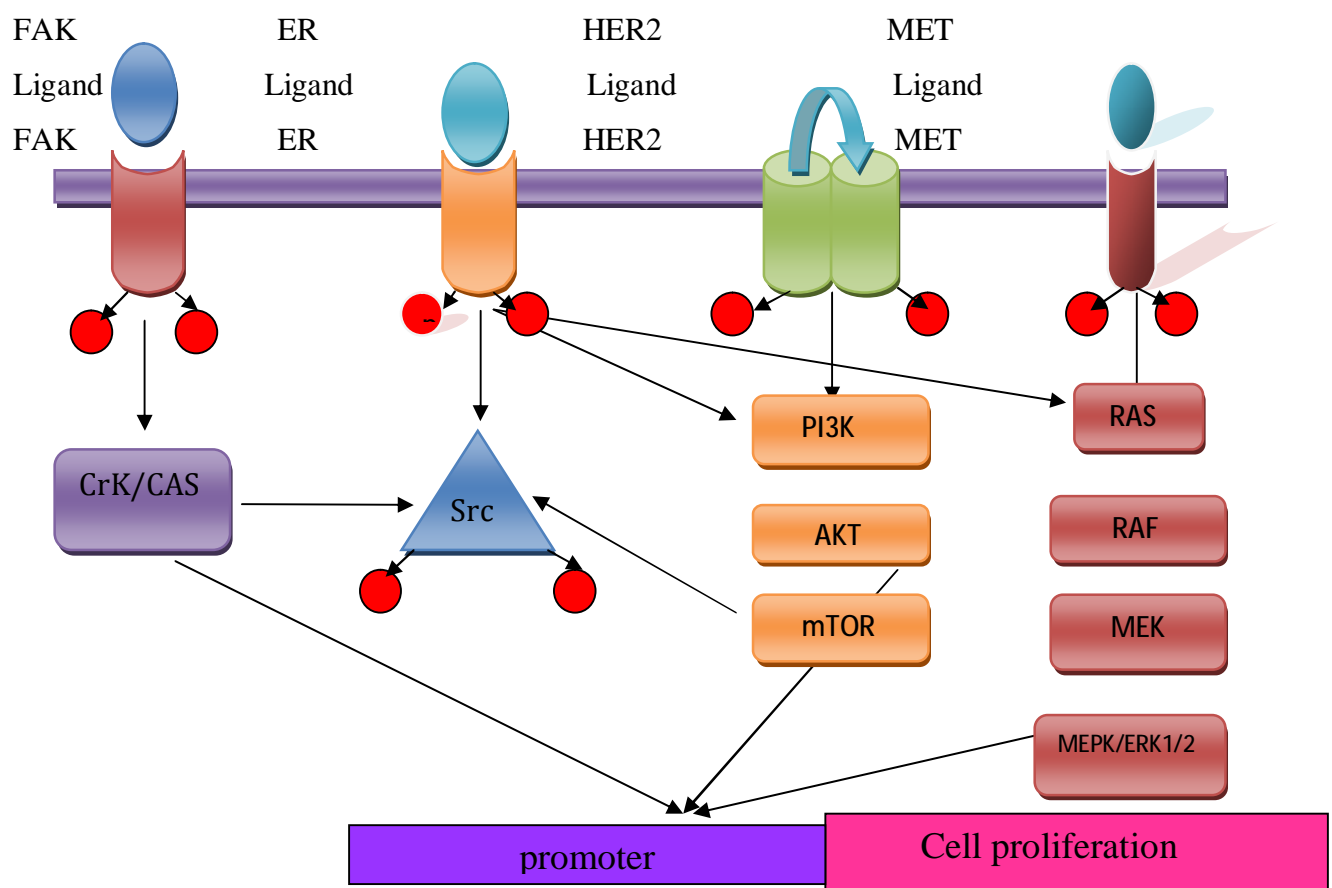 FAK ER HER2 MET
Ligand Ligand Ligand Ligand
FAK ER HER2 MET
PI3K
RAS
CrK/CAS
Src
AKT
RAF
mTOR
MEK
MEPK/ERK1/2
promoter
Cell proliferation